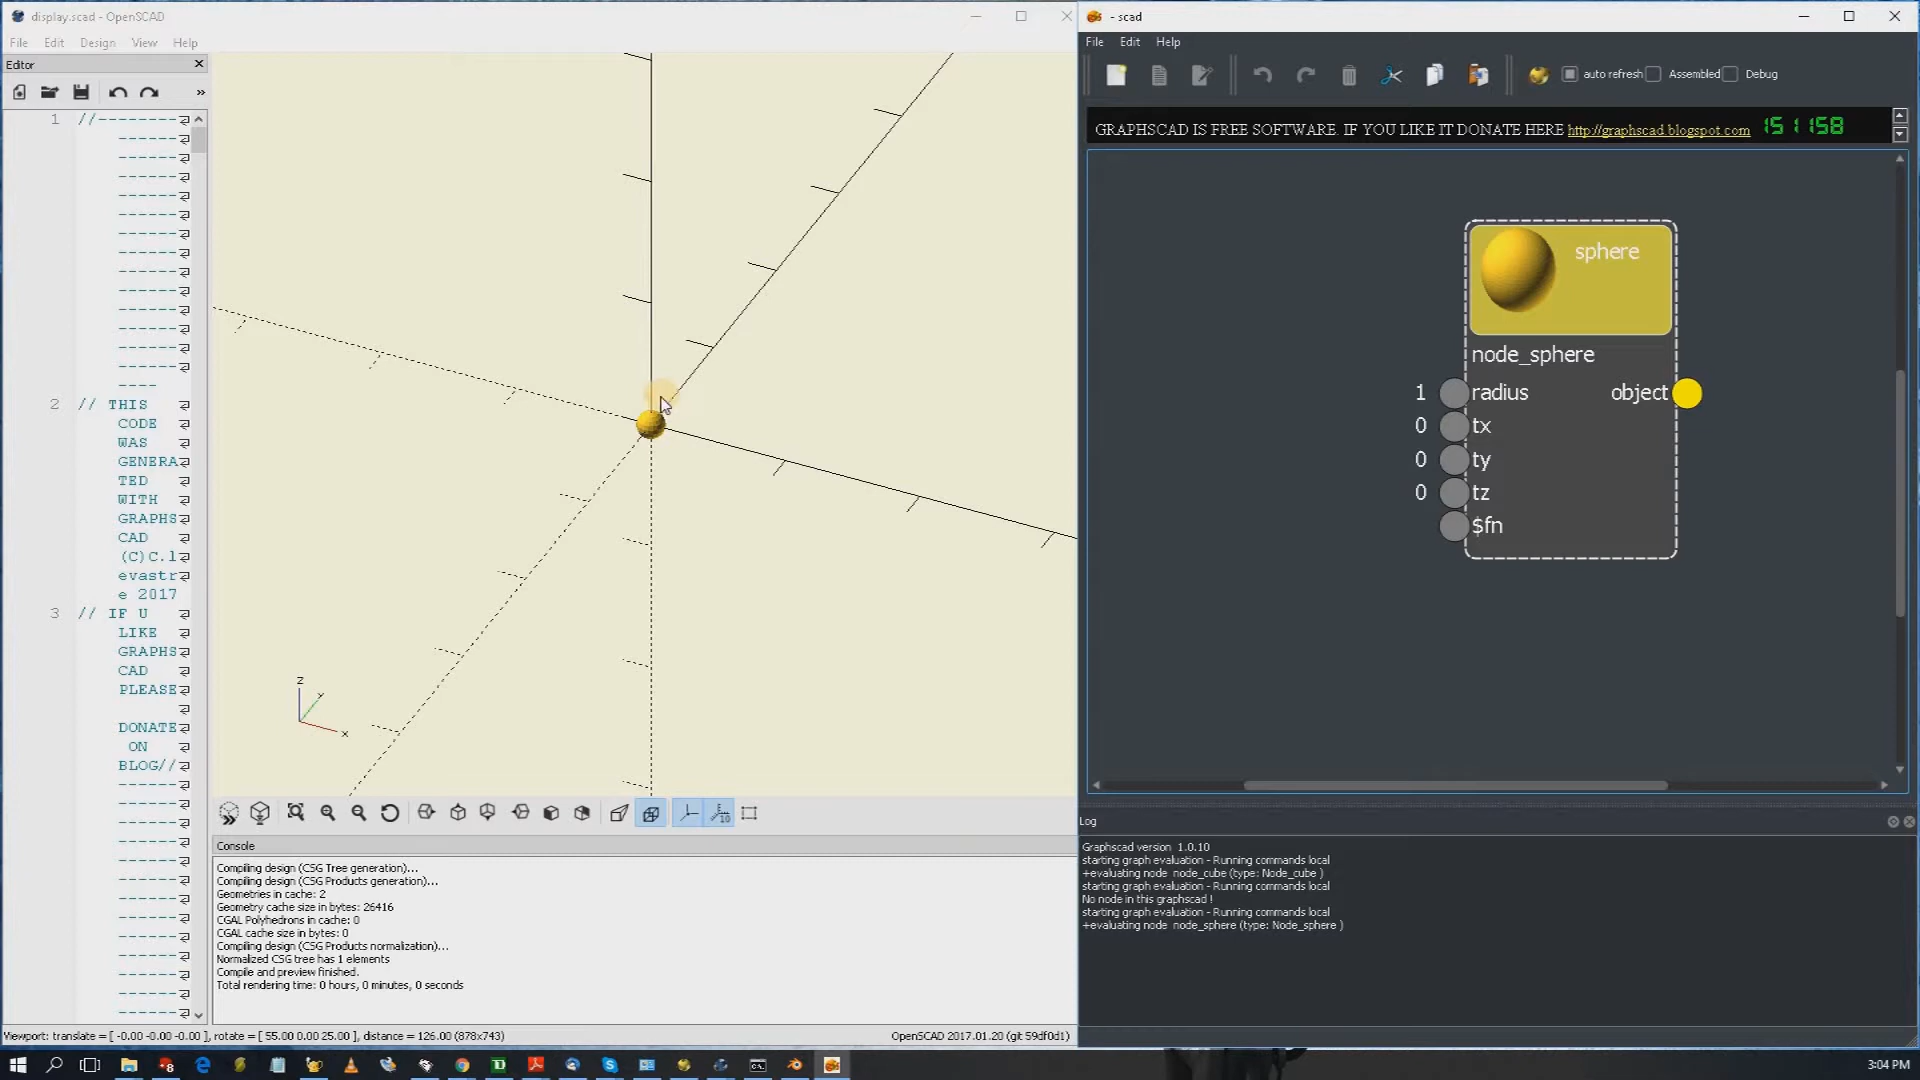 display.scad - OpenSCAD
File Edit Design View Help
Editor
1 //--------
------
------
------
------
------
------
------
------
------
------
------
------
------
----
2 // THIS
CODE
WAS
GENERA
TED
WITH
GRAPHS
CAD
(C)C.l
evastr
e 2017
3 // IF U
LIKE
GRAPHS
CAD
PLEASE
DONATE
ON
BLOG//
------
------
------
------
------
------
------
------
------
------
------
------
------
z
y
x
10
Console
Compiling design (CSG Tree generation)...
Compiling design (CSG Products generation)...
Geometries in cache: 2
Geometry cache size in bytes: 26416
CGAL Polyhedrons in cache: 0
CGAL cache size in bytes: 0
Compiling design (CSG Products normalization)...
Normalized CSG tree has 1 elements
Compile and preview finished.
Total rendering time: 0 hours, 0 minutes, 0 seconds
Viewport: translate = [ -0.00 -0.00 -0.00 ], rotate = [ 55.00 0.00 25.00 ], distance = 126.00 (878x743)
OpenSCAD 2017.01.20 (git 59df0d1)
- scad
File Edit Help
auto refresh Assembled Debug
GRAPHSCAD IS FREE SOFTWARE. IF YOU LIKE IT DONATE HERE http://graphscad.blogspot.com
sphere
node_sphere
1 radius object
0 tx
0 ty
0 tz
$fn
Log
Graphscad version 1.0.10
starting graph evaluation - Running commands local
+evaluating node node_cube (type: Node_cube )
starting graph evaluation - Running commands local
No node in this graphscad !
starting graph evaluation - Running commands local
+evaluating node node_sphere (type: Node_sphere )
3:04 PM